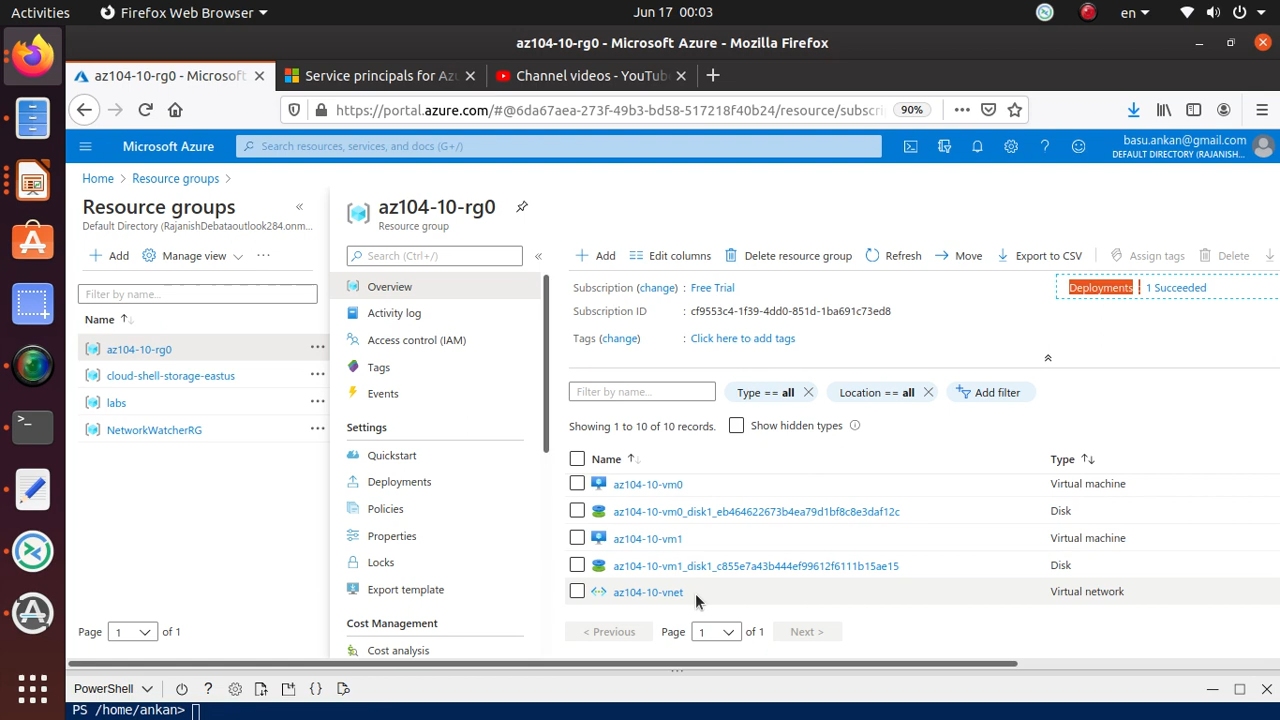 Activities
Firefox Web Browser
Jun 17 00:03
en
az104-10-rg0 - Microsoft Azure - Mozilla Firefox
az104-10-rg0 - Microsoft
Service principals for Az
Channel videos - YouTub
https://portal.azure.com/#@6da67aea-273f-49b3-bd58-517218f40b24/resource/subscri
90%
Microsoft Azure
Search resources, services, and docs (G+/)
basu.ankan@gmail.com
DEFAULT DIRECTORY (RAJANISH...
Home
Resource groups
Resource groups
Default Directory (RajanishDebataoutlook284.onm...
Add
Manage view
Filter by name...
Name
az104-10-rg0
cloud-shell-storage-eastus
labs
NetworkWatcherRG
Page 1 of 1
az104-10-rg0
Resource group
Search (Ctrl+/)
Overview
Activity log
Access control (IAM)
Tags
Events
Settings
Quickstart
Deployments
Policies
Properties
Locks
Export template
Cost Management
Cost analysis
Add
Edit columns
Delete resource group
Refresh
Move
Export to CSV
Assign tags
Delete
Subscription (change) : Free Trial
Deployments : 1 Succeeded
Subscription ID : cf9553c4-1f39-4dd0-851d-1ba691c73ed8
Tags (change) : Click here to add tags
Filter by name...
Type == all
Location == all
Add filter
Showing 1 to 10 of 10 records.
Show hidden types
Name
Type
az104-10-vm0
Virtual machine
az104-10-vm0_disk1_eb464622673b4ea79d1bf8c8e3daf12c
Disk
az104-10-vm1
Virtual machine
az104-10-vm1_disk1_c855e7a43b444ef99612f6111b15ae15
Disk
az104-10-vnet
Virtual network
< Previous
Page 1 of 1
Next >
PowerShell
PS /home/ankan>